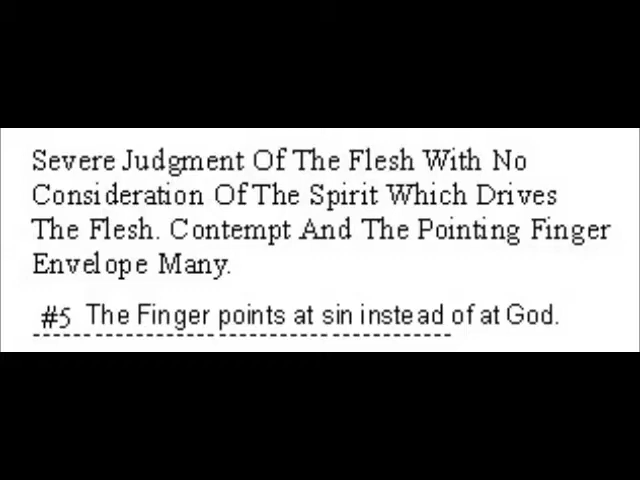 Severe Judgment Of The Flesh With No
Consideration Of The Spirit Which Drives
The Flesh. Contempt And The Pointing Finger
Envelope Many.
#5 The Finger points at sin instead of at God.